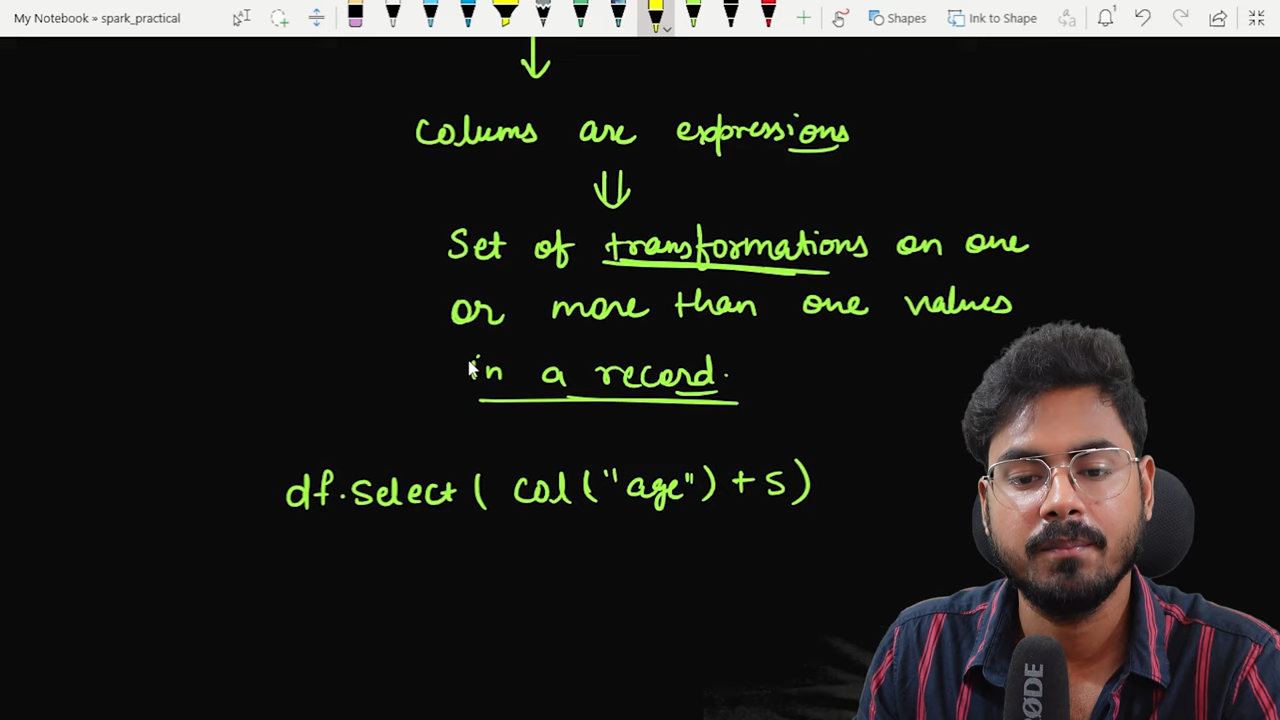 My Notebook » spark_practical
Shapes
Ink to Shape
colums are expressions
Set of transformations on one
or more than one values
in a record.
df.select( col("age") + 5)
RØDE